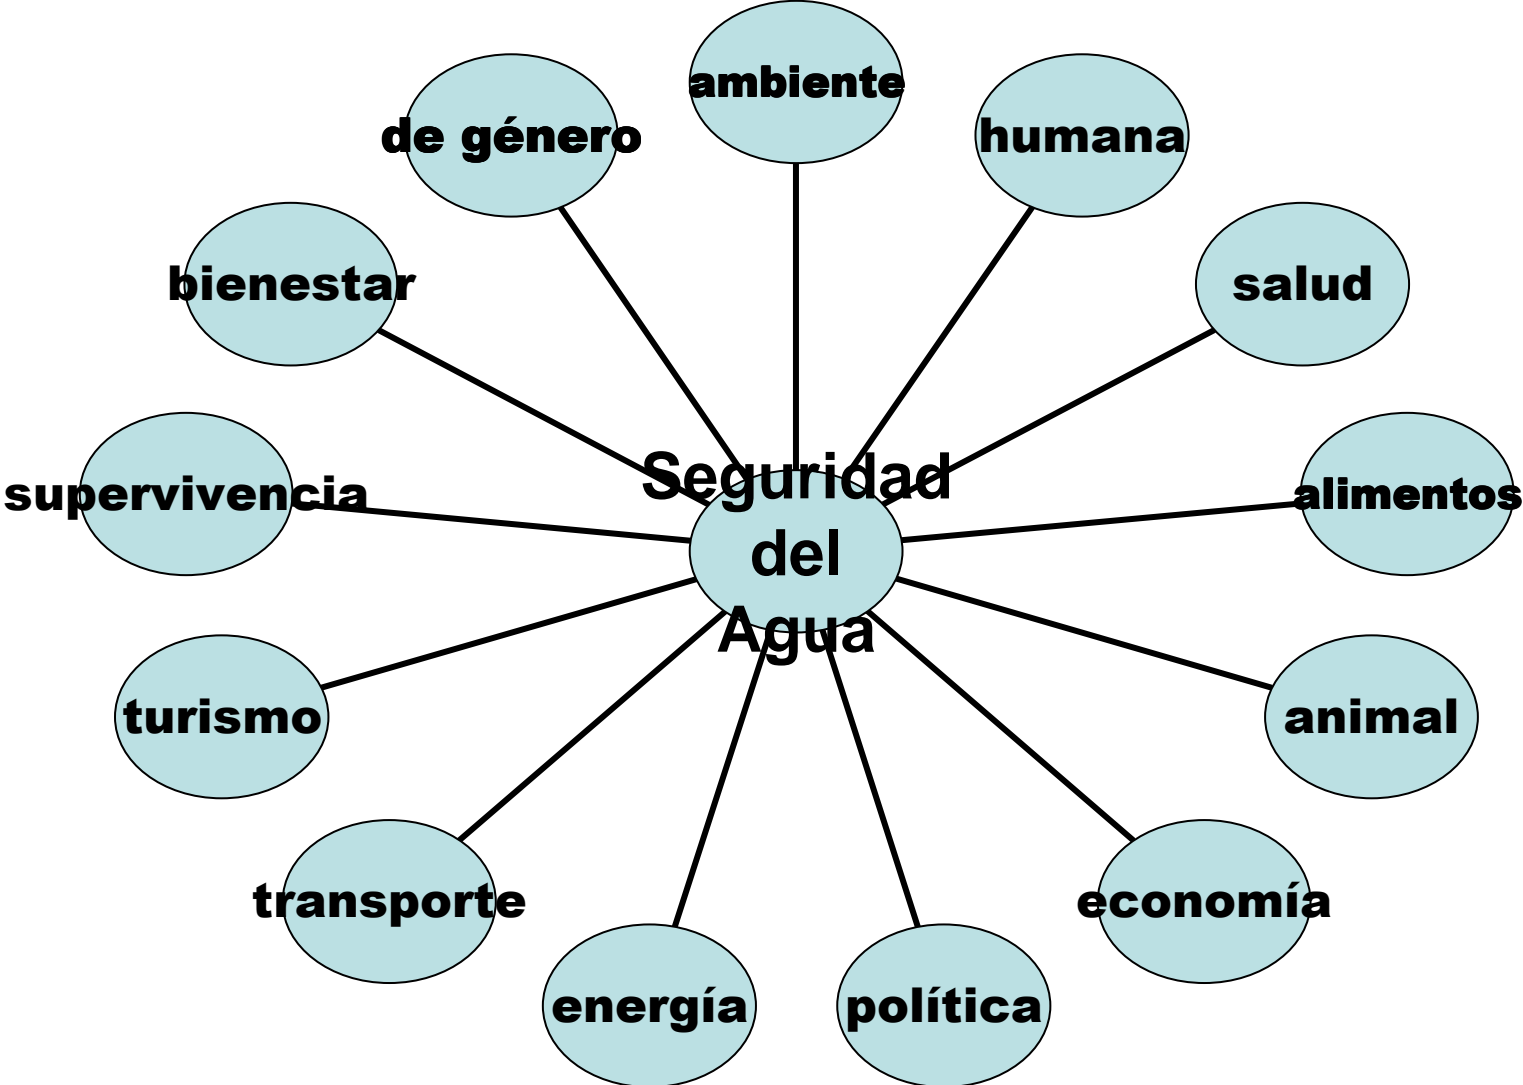 ambiente
de género
humana
bienestar
salud
Seguridad
del
Agua
supervivencia
alimentos
turismo
animal
transporte
economía
energía
política